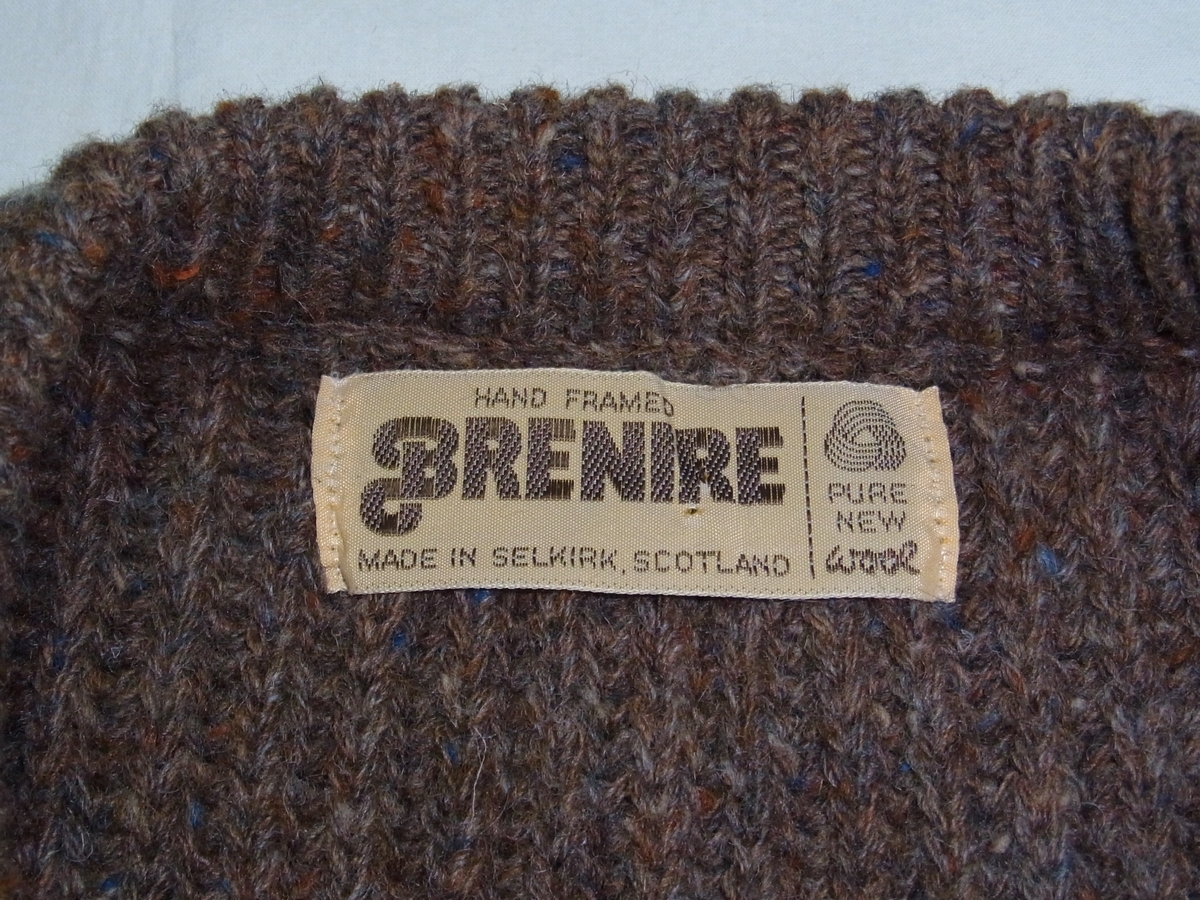 HAND FRAMED
BRENIRE
MADE IN SELKIRK, SCOTLAND
PURE
NEW
WOOL